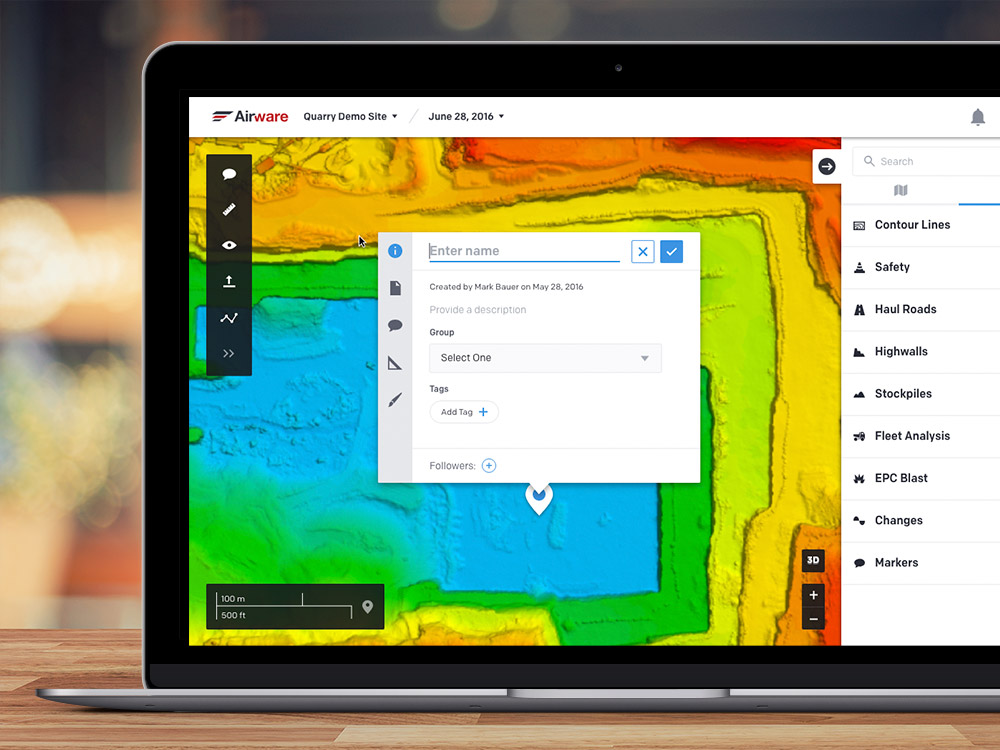 Airware Quarry Demo Site June 28, 2016
Search
Enter name
Created by Mark Bauer on May 28, 2016
Provide a description
Group
Select One
Tags
Add Tag +
Followers: +
Contour Lines
Safety
Haul Roads
Highwalls
Stockpiles
Fleet Analysis
EPC Blast
Changes
Markers
3D
+
−
100 m
500 ft